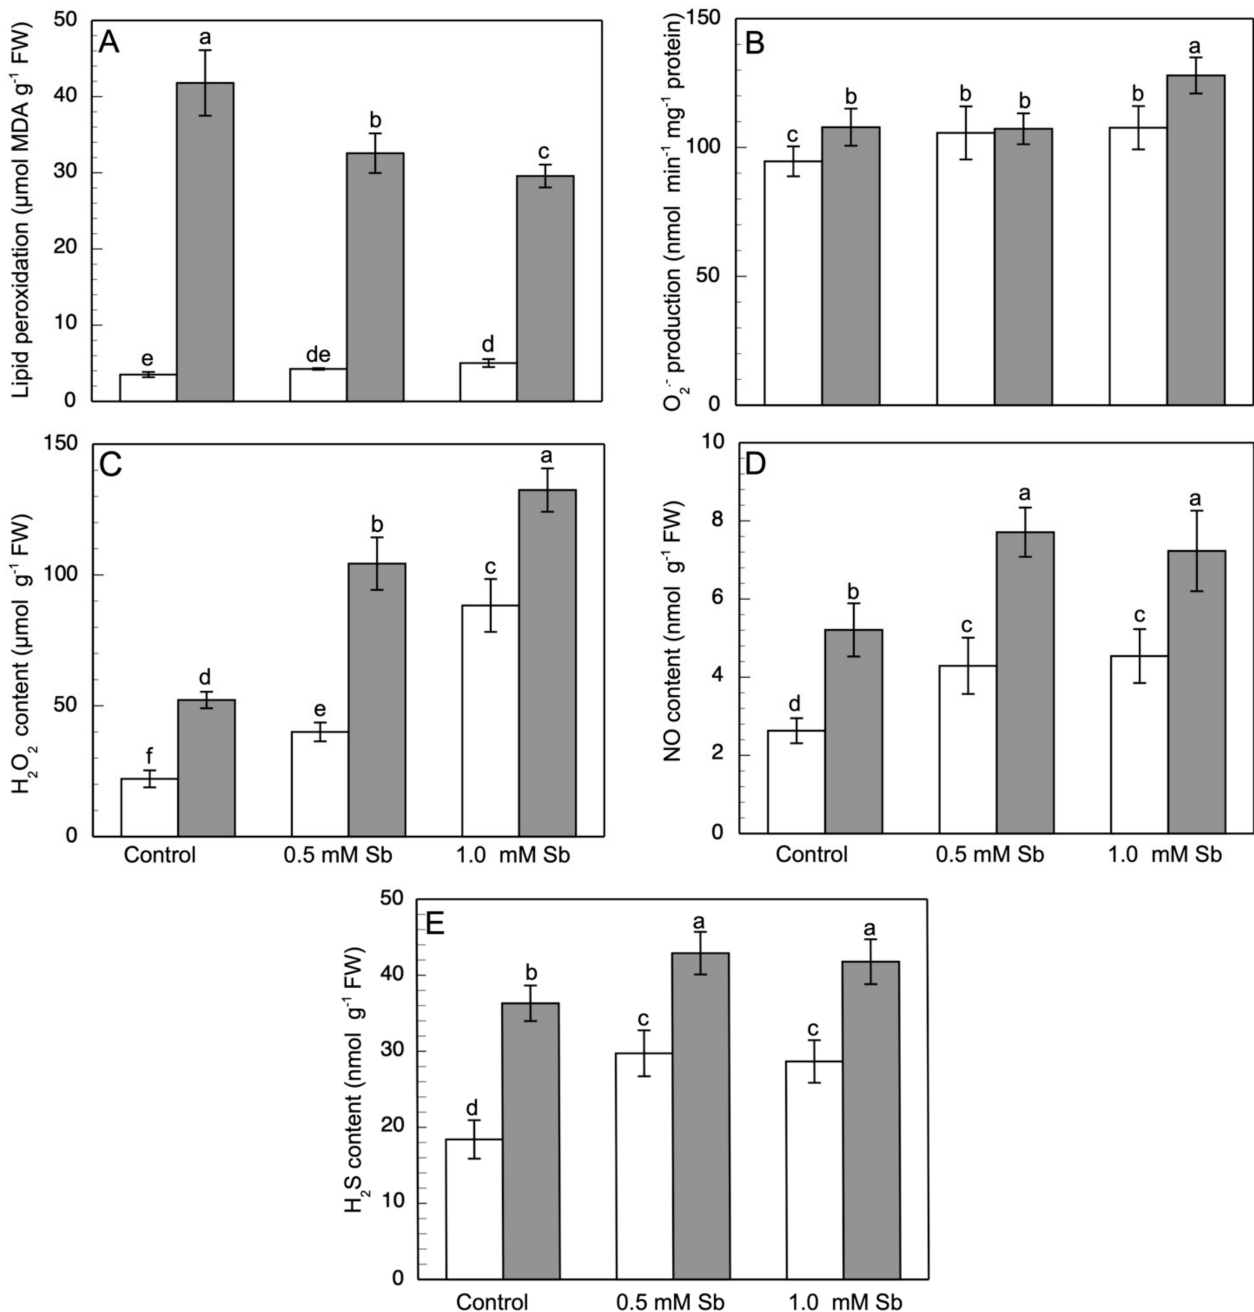 A
Lipid peroxidation (µmol MDA g⁻¹ FW)
50
40
30
20
10
0
e
a
de
b
d
c
B
O₂·⁻ production (nmol min⁻¹ mg⁻¹ protein)
150
100
50
0
c
b
b
b
b
a
C
H₂O₂ content (µmol g⁻¹ FW)
150
100
50
0
f
d
e
b
c
a
Control
0.5 mM Sb
1.0 mM Sb
D
NO content (nmol g⁻¹ FW)
10
8
6
4
2
0
d
b
c
a
c
a
Control
0.5 mM Sb
1.0 mM Sb
E
H₂S content (nmol g⁻¹ FW)
50
40
30
20
10
0
d
b
c
a
c
a
Control
0.5 mM Sb
1.0 mM Sb